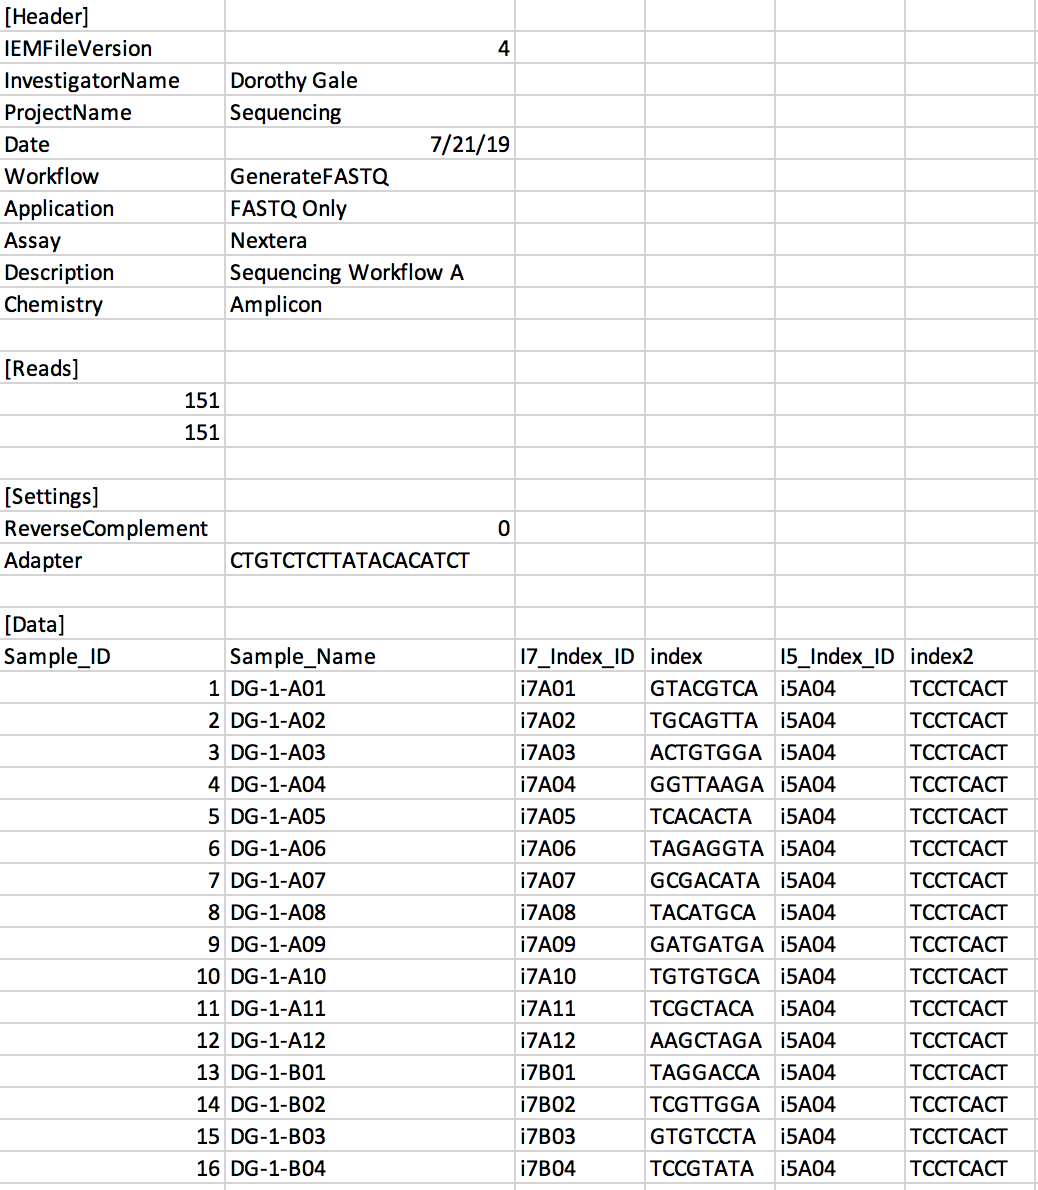 [Header]
IEMFileVersion 4
InvestigatorName Dorothy Gale
ProjectName Sequencing
Date 7/21/19
Workflow GenerateFASTQ
Application FASTQ Only
Assay Nextera
Description Sequencing Workflow A
Chemistry Amplicon
[Reads]
151
151
[Settings]
ReverseComplement 0
Adapter CTGTCTCTTATACACATCT
[Data]
Sample_ID Sample_Name I7_Index_ID index I5_Index_ID index2
1 DG-1-A01 i7A01 GTACGTCA i5A04 TCCTCACT
2 DG-1-A02 i7A02 TGCAGTTA i5A04 TCCTCACT
3 DG-1-A03 i7A03 ACTGTGGA i5A04 TCCTCACT
4 DG-1-A04 i7A04 GGTTAAGA i5A04 TCCTCACT
5 DG-1-A05 i7A05 TCACACTA i5A04 TCCTCACT
6 DG-1-A06 i7A06 TAGAGGTA i5A04 TCCTCACT
7 DG-1-A07 i7A07 GCGACATA i5A04 TCCTCACT
8 DG-1-A08 i7A08 TACATGCA i5A04 TCCTCACT
9 DG-1-A09 i7A09 GATGATGA i5A04 TCCTCACT
10 DG-1-A10 i7A10 TGTGTGCA i5A04 TCCTCACT
11 DG-1-A11 i7A11 TCGCTACA i5A04 TCCTCACT
12 DG-1-A12 i7A12 AAGCTAGA i5A04 TCCTCACT
13 DG-1-B01 i7B01 TAGGACCA i5A04 TCCTCACT
14 DG-1-B02 i7B02 TCGTTGGA i5A04 TCCTCACT
15 DG-1-B03 i7B03 GTGTCCTA i5A04 TCCTCACT
16 DG-1-B04 i7B04 TCCGTATA i5A04 TCCTCACT